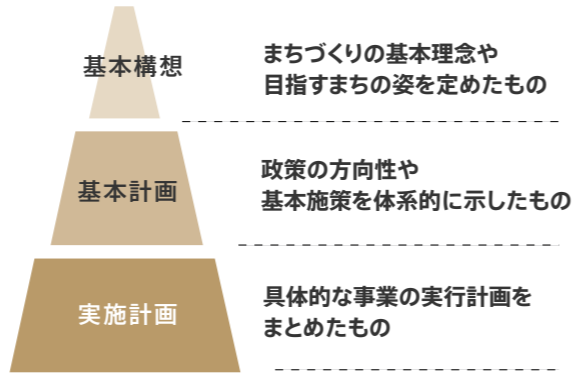 基本構想
まちづくりの基本理念や
目指すまちの姿を定めたもの
基本計画
政策の方向性や
基本施策を体系的に示したもの
実施計画
具体的な事業の実行計画を
まとめたもの